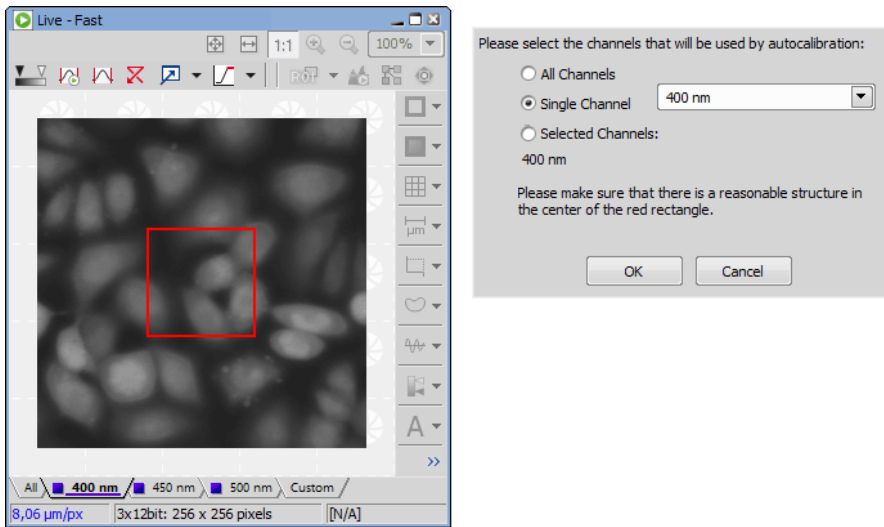 Live - Fast
1:1
100%
ROI
µm
A
»
All
400 nm
450 nm
500 nm
Custom
8,06 µm/px
3x12bit: 256 x 256 pixels
[N/A]
Please select the channels that will be used by autocalibration:
All Channels
Single Channel
400 nm
Selected Channels:
400 nm
Please make sure that there is a reasonable structure in
the center of the red rectangle.
OK
Cancel